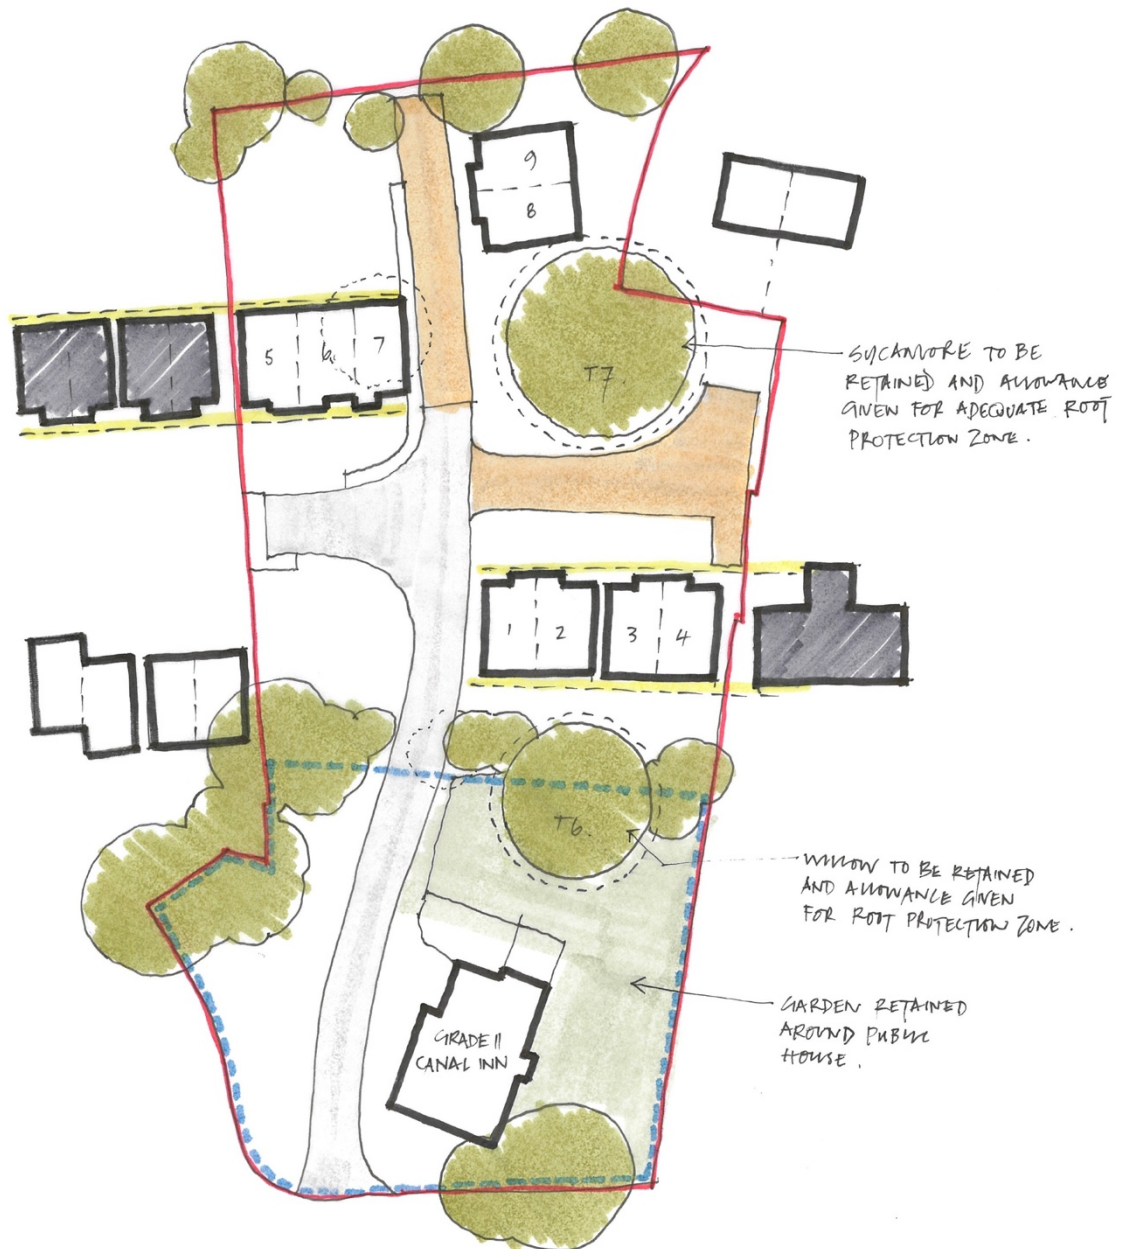 9
8
SYCAMORE TO BE
RETAINED AND ALLOWANCE
GIVEN FOR ADEQUATE ROOT
PROTECTION ZONE.
5
6
7
T7.
1
2
3
4
T6.
WILLOW TO BE RETAINED
AND ALLOWANCE GIVEN
FOR ROOT PROTECTION ZONE.
GARDEN RETAINED
AROUND PUBLIC
HOUSE.
GRADE II
CANAL INN